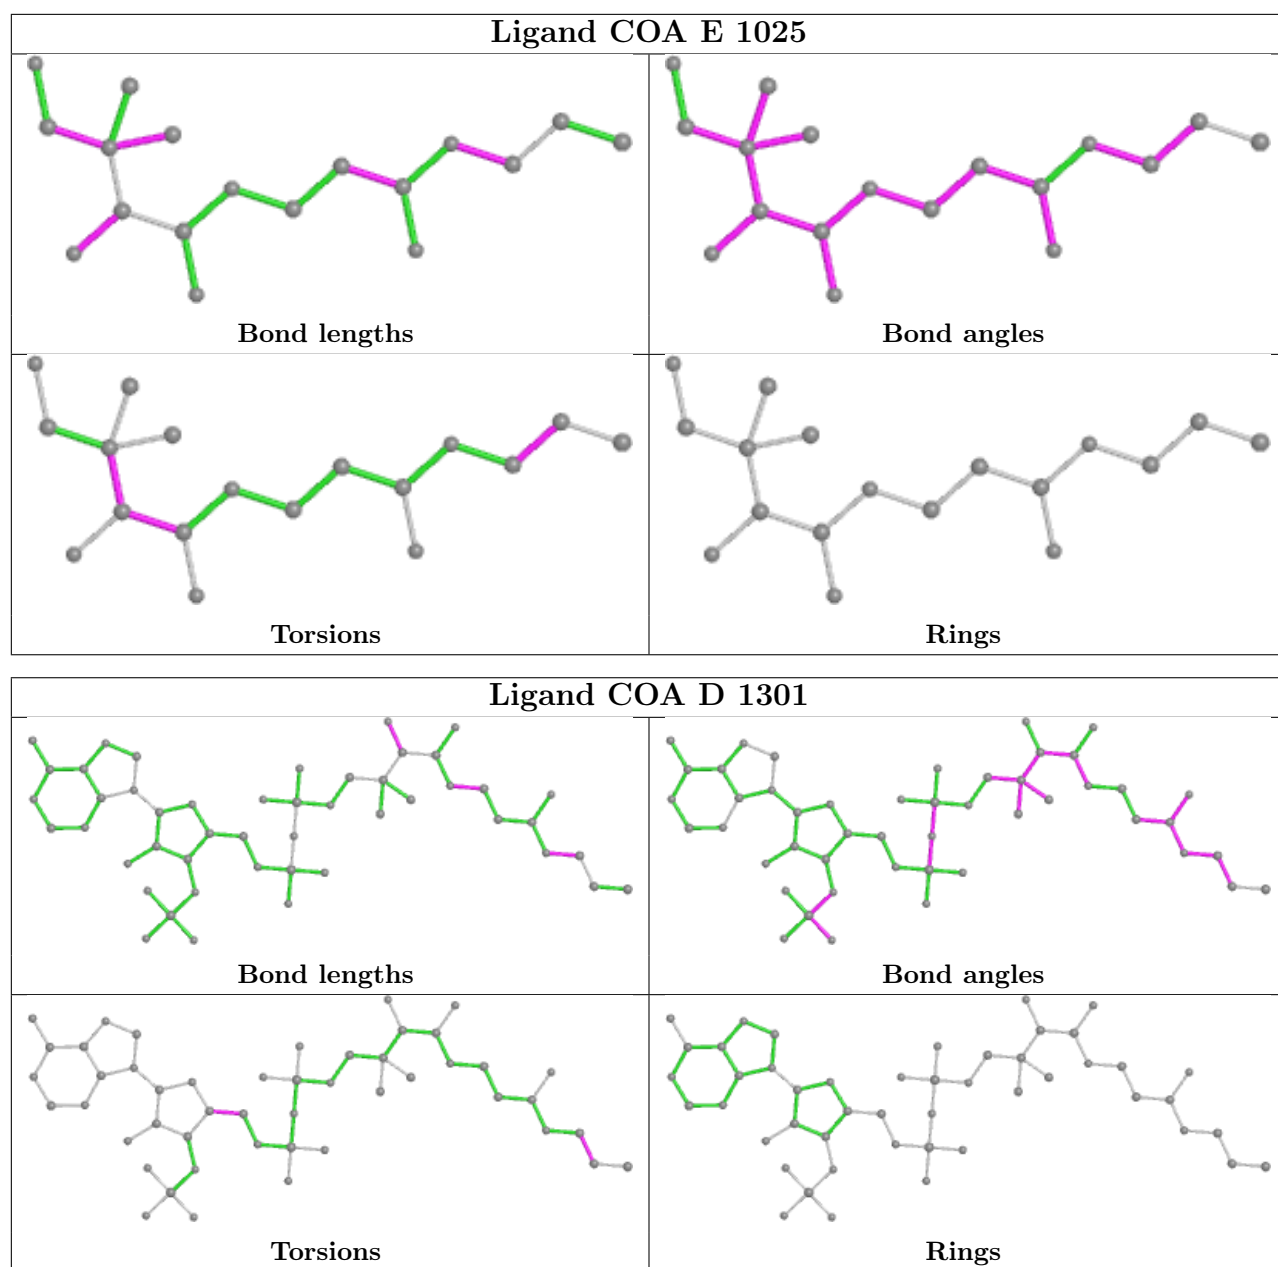 Ligand COA E 1025
Bond lengths
Bond angles
Torsions
Rings
Ligand COA D 1301
Bond lengths
Bond angles
Torsions
Rings